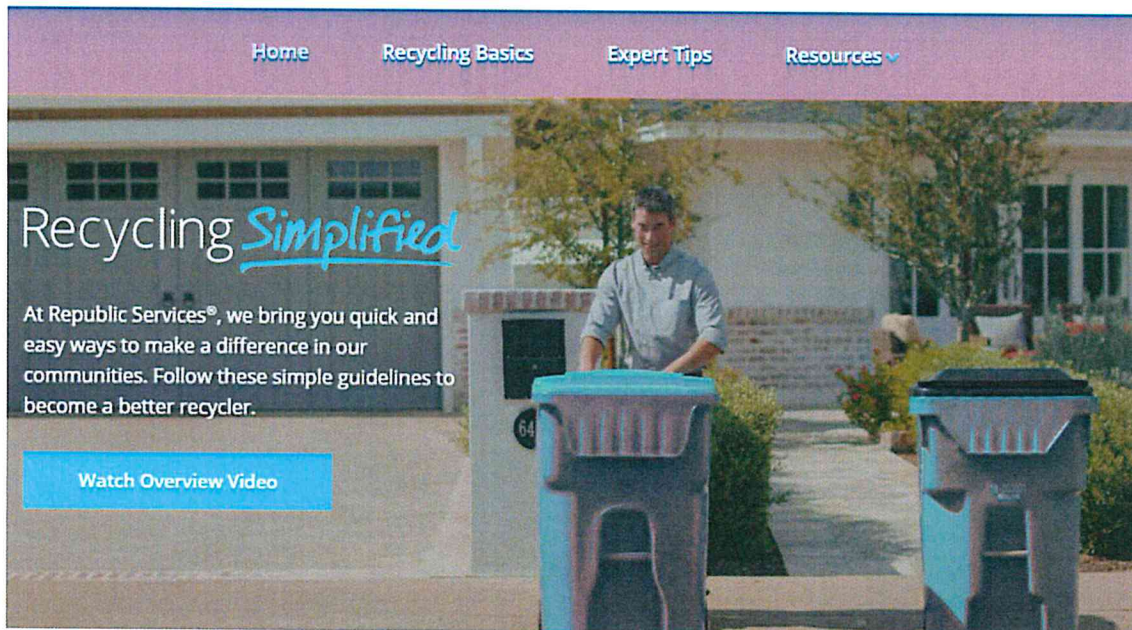 Home Recycling Basics Expert Tips Resources
Recycling Simplified
At Republic Services®, we bring you quick and
easy ways to make a difference in our
communities. Follow these simple guidelines to
become a better recycler.
64
Watch Overview Video